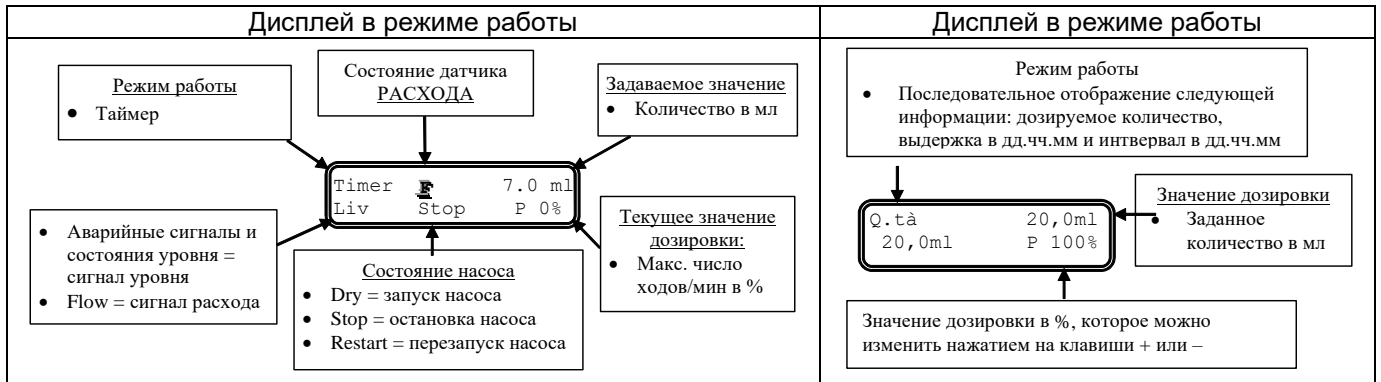 Дисплей в режиме работы
Режим работы
• Таймер
Состояние датчика
РАСХОДА
Задаваемое значение
• Количество в мл
Timer F 7.0 ml
Liv Stop P 0%
• Аварийные сигналы и
состояния уровня =
сигнал уровня
• Flow = сигнал расхода
Состояние насоса
• Dry = запуск насоса
• Stop = остановка насоса
• Restart = перезапуск насоса
Текущее значение
дозировки:
• Макс. число
ходов/мин в %
Дисплей в режиме работы
Режим работы
• Последовательное отображение следующей
информации: дозируемое количество,
выдержка в дд.чч.мм и интвервал в дд.чч.мм
Q.tà 20,0ml
20,0ml P 100%
Значение дозировки
• Заданное
количество в мл
Значение дозировки в %, которое можно
изменить нажатием на клавиши + или –